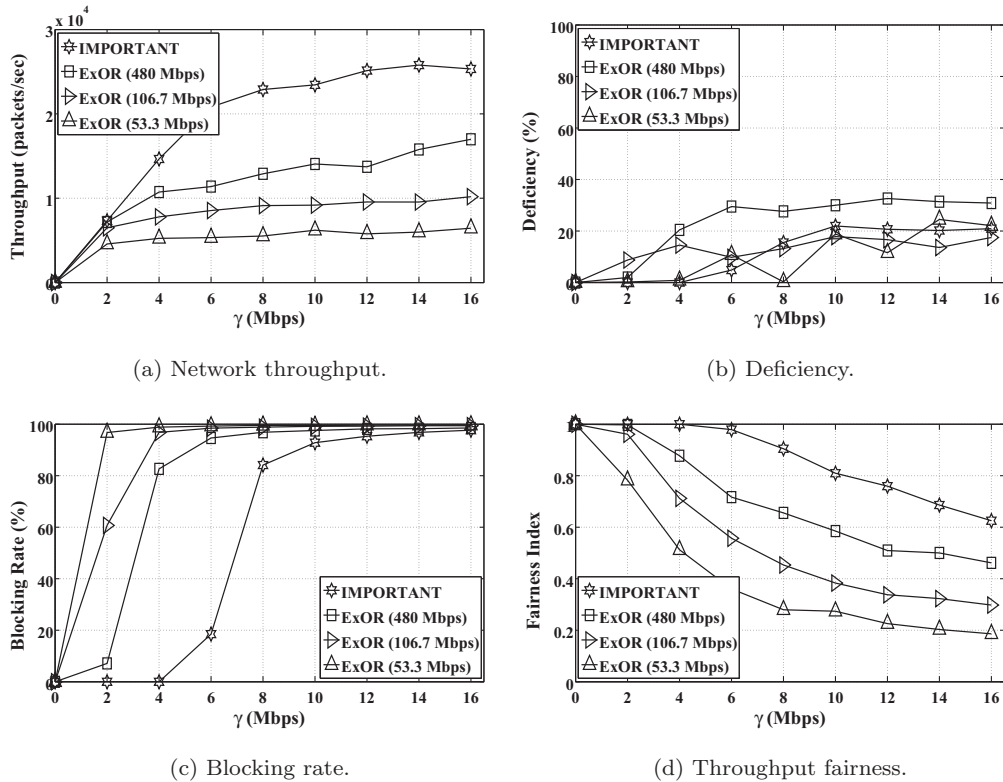 x 10^4
3
2
1
0
Throughput (packets/sec)
IMPORTANT
ExOR (480 Mbps)
ExOR (106.7 Mbps)
ExOR (53.3 Mbps)
0 2 4 6 8 10 12 14 16
γ (Mbps)
(a) Network throughput.
100
80
60
40
20
0
Deficiency (%)
IMPORTANT
ExOR (480 Mbps)
ExOR (106.7 Mbps)
ExOR (53.3 Mbps)
0 2 4 6 8 10 12 14 16
γ (Mbps)
(b) Deficiency.
100
80
60
40
20
0
Blocking Rate (%)
IMPORTANT
ExOR (480 Mbps)
ExOR (106.7 Mbps)
ExOR (53.3 Mbps)
0 2 4 6 8 10 12 14 16
γ (Mbps)
(c) Blocking rate.
1
0.8
0.6
0.4
0.2
0
Fairness Index
IMPORTANT
ExOR (480 Mbps)
ExOR (106.7 Mbps)
ExOR (53.3 Mbps)
0 2 4 6 8 10 12 14 16
γ (Mbps)
(d) Throughput fairness.